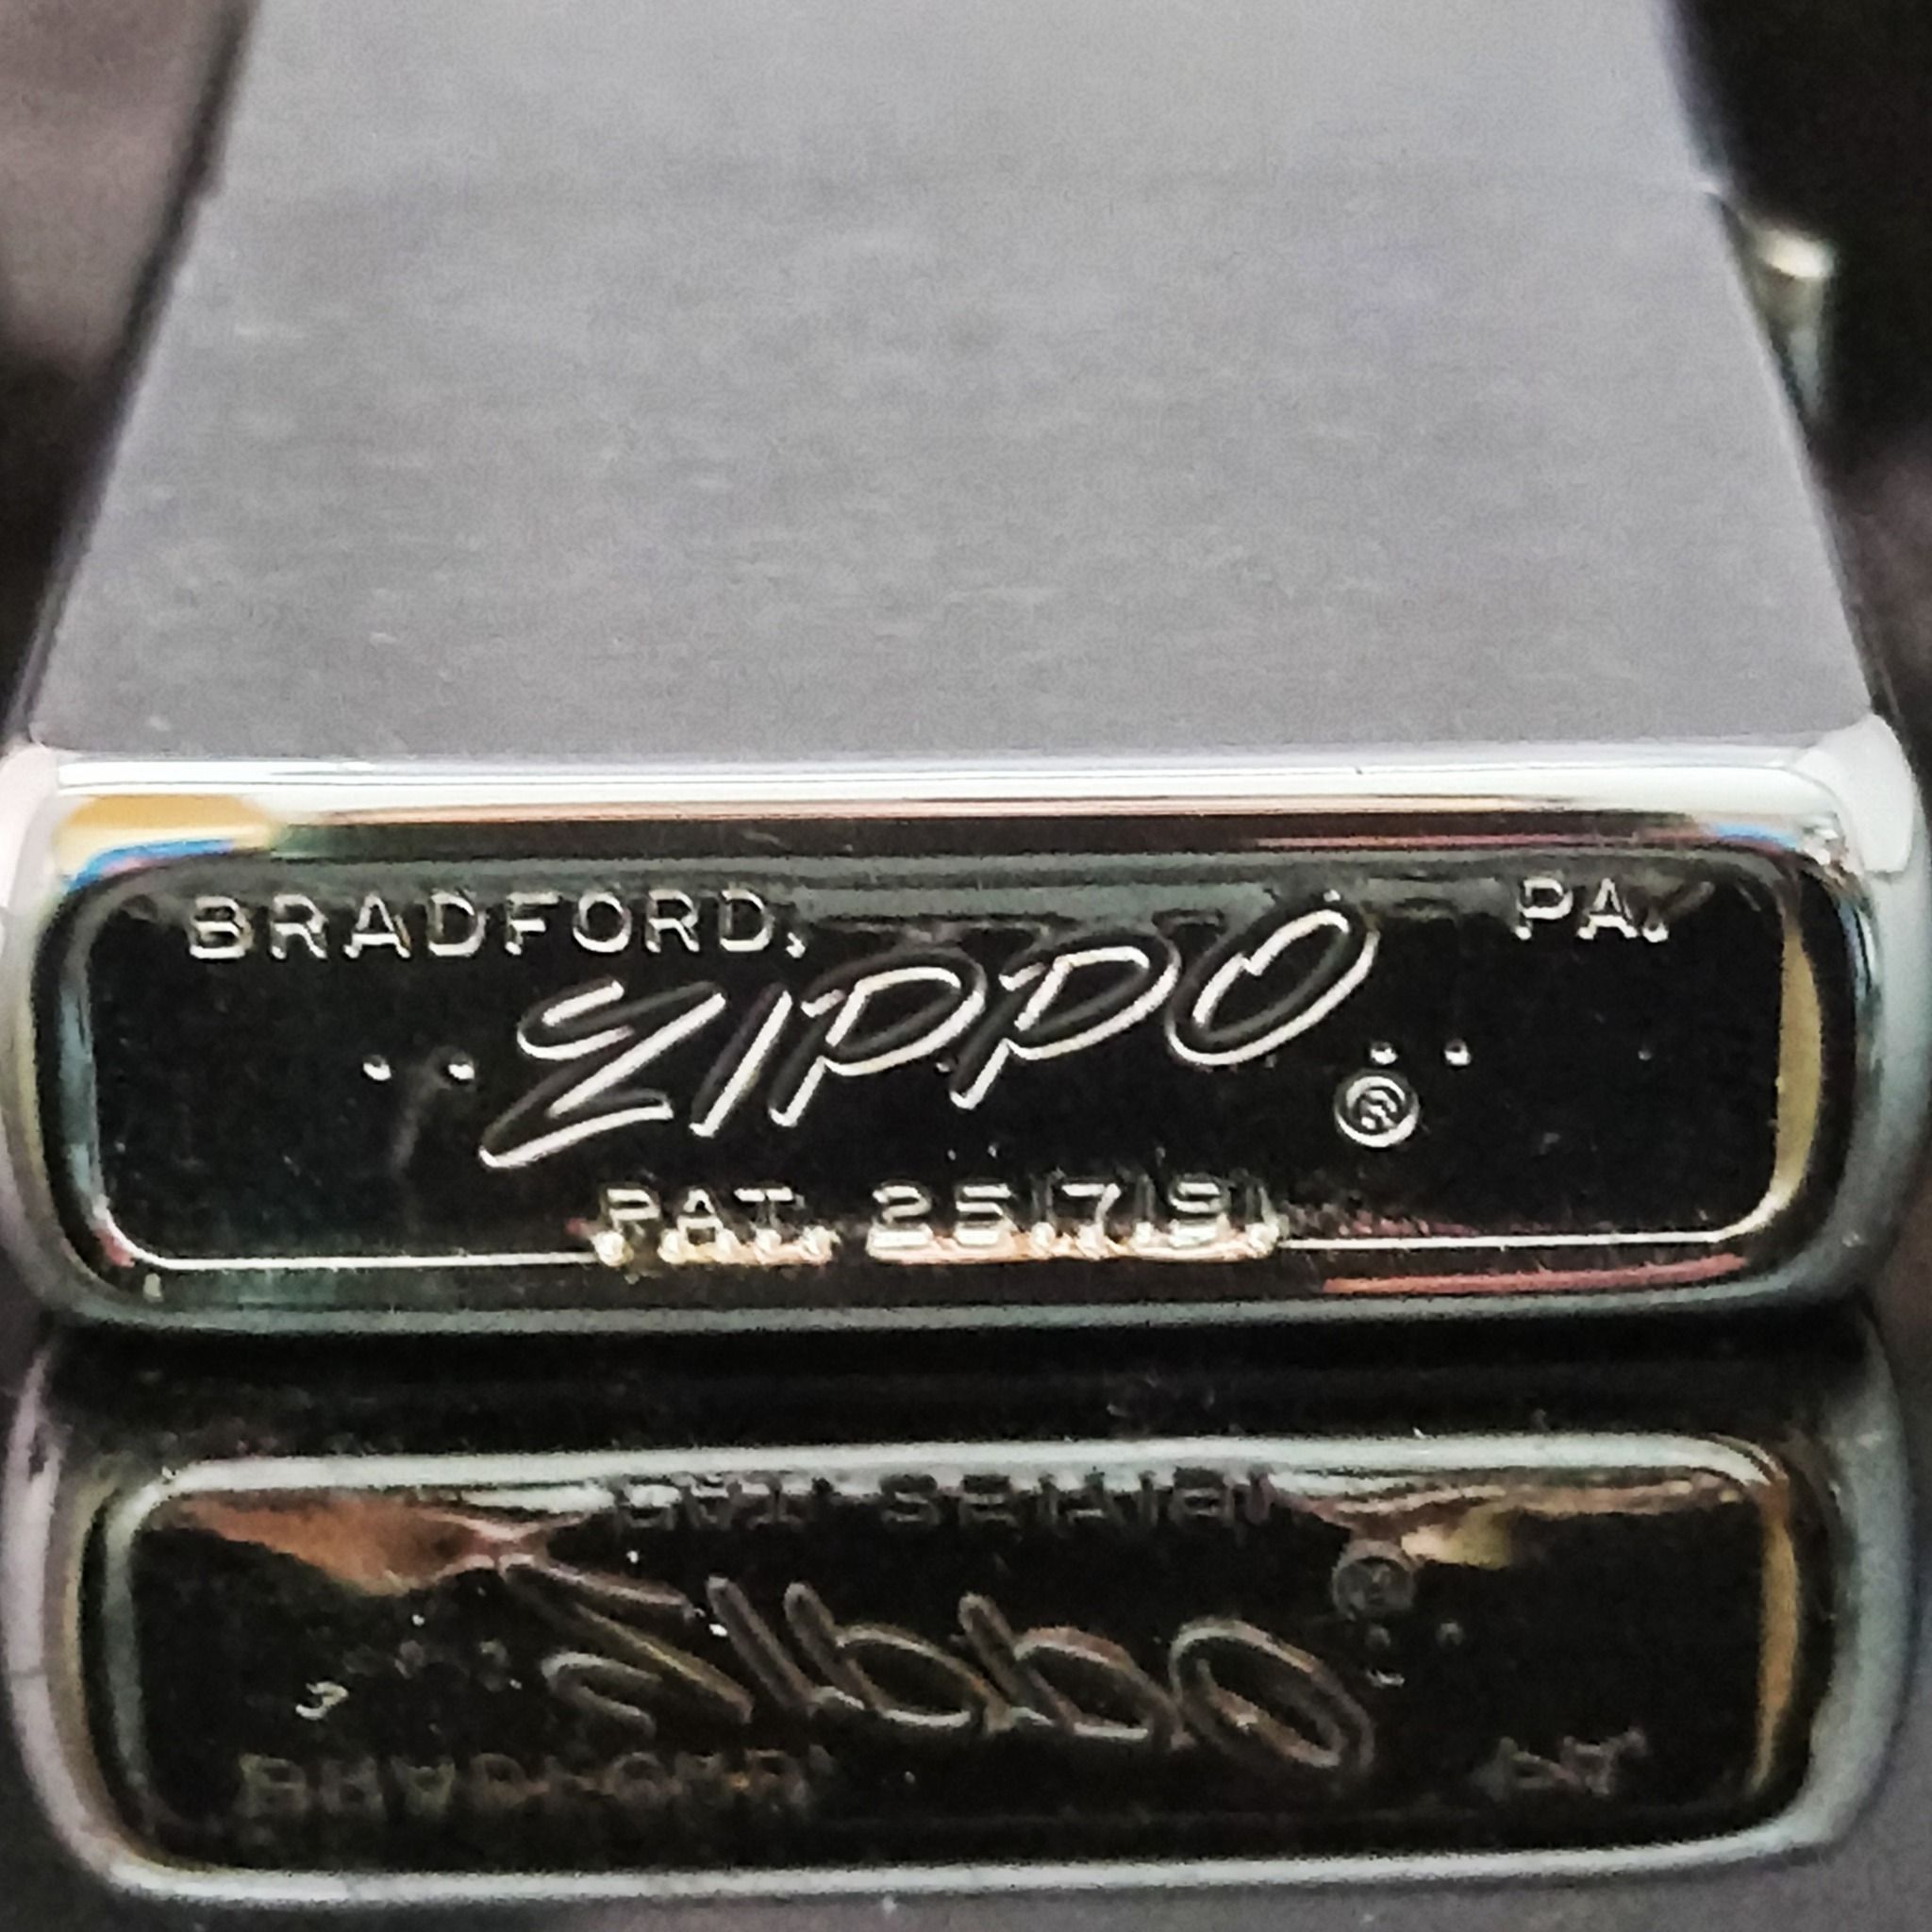 BRADFORD, PA.
ZIPPO ®
PAT. 2517191